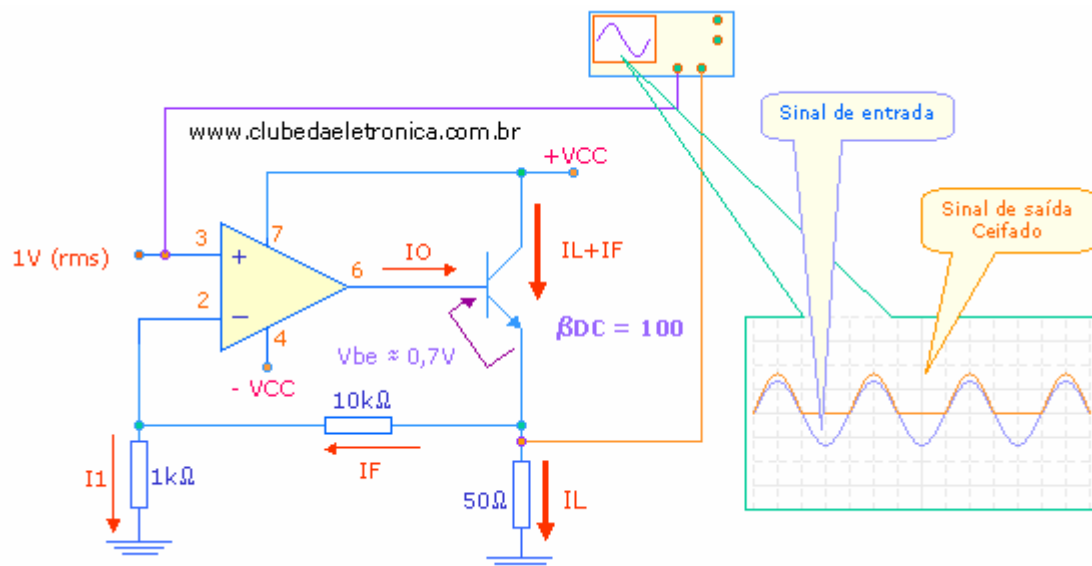 www.clubedaeletronica.com.br
+VCC
Sinal de entrada
Sinal de saída
Ceifado
1V (rms)
3
+
7
2
−
4
6
IO
IL+IF
βDC = 100
Vbe ≈ 0,7V
- VCC
10kΩ
IF
I1
1kΩ
50Ω
IL